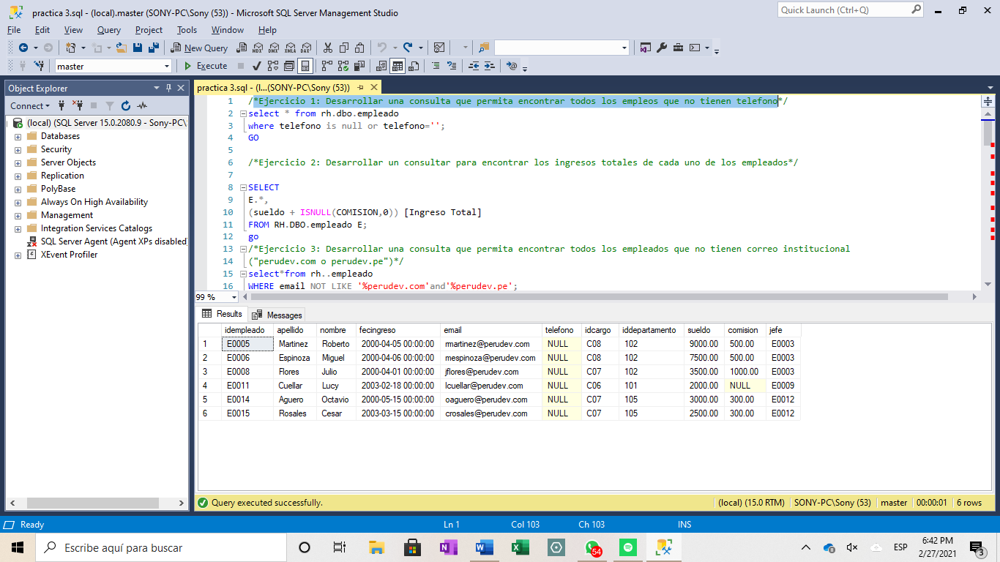 practica 3.sql - (local).master (SONY-PC\Sony (53)) - Microsoft SQL Server Management Studio
Quick Launch (Ctrl+Q)
File Edit View Query Project Tools Window Help
New Query MDX DMX XMLA DAX
master Execute
Object Explorer
Connect
(local) (SQL Server 15.0.2080.9 - Sony-PC\
Databases
Security
Server Objects
Replication
PolyBase
Always On High Availability
Management
Integration Services Catalogs
SQL Server Agent (Agent XPs disabled
XEvent Profiler
practica 3.sql - (l...(SONY-PC\Sony (53))
1 /*Ejercicio 1: Desarrollar una consulta que permita encontrar todos los empleos que no tienen telefono*/
2 select * from rh.dbo.empleado
3 where telefono is null or telefono='';
4 GO
5
6 /*Ejercicio 2: Desarrollar un consultar para encontrar los ingresos totales de cada uno de los empleados*/
7
8 SELECT
9 E.*,
10 (sueldo + ISNULL(COMISION,0)) [Ingreso Total]
11 FROM RH.DBO.empleado E;
12 go
13 /*Ejercicio 3: Desarrollar una consulta que permita encontrar todos los empleados que no tienen correo institucional
14 ("perudev.com o perudev.pe")*/
15 select*from rh..empleado
16 WHERE email NOT LIKE '%perudev.com'and'%perudev.pe';
99 %
Results Messages
idempleado apellido nombre fecingreso email telefono idcargo iddepartamento sueldo comision jefe
1 E0005 Martinez Roberto 2000-04-05 00:00:00 rmartinez@perudev.com NULL C08 102 9000.00 500.00 E0003
2 E0006 Espinoza Miguel 2000-04-06 00:00:00 mespinoza@perudev.com NULL C08 102 7500.00 500.00 E0003
3 E0008 Flores Julio 2000-04-01 00:00:00 jflores@perudev.com NULL C07 102 3500.00 1000.00 E0003
4 E0011 Cuellar Lucy 2003-02-18 00:00:00 lcuellar@perudev.com NULL C06 101 2000.00 NULL E0009
5 E0014 Aguero Octavio 2000-05-15 00:00:00 oaguero@perudev.com NULL C07 105 3000.00 300.00 E0012
6 E0015 Rosales Cesar 2003-03-15 00:00:00 crosales@perudev.com NULL C07 105 2500.00 300.00 E0012
Query executed successfully. (local) (15.0 RTM) SONY-PC\Sony (53) master 00:00:01 6 rows
Ready Ln 1 Col 103 Ch 103 INS
Escribe aquí para buscar
54
ESP
6:42 PM
2/27/2021
3